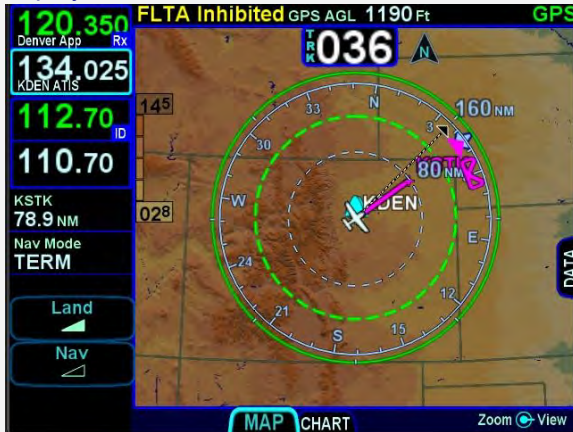 120.350
Denver App Rx
134.025
KDEN ATIS
112.70
ID
110.70
KSTK
78.9 NM
Nav Mode
TERM
Land
Nav
FLTA Inhibited GPS AGL 1190 Ft GPS
TRK 036 N
145
028
N
33
3
160 NM
30
80 NM
KSTK
KDEN
W
E
24
12
21
S
15
DATA
MAP CHART
Zoom View